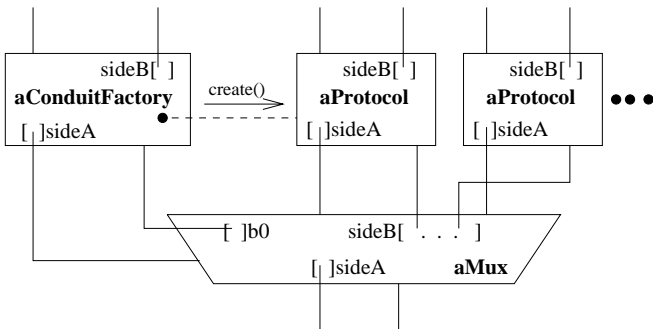 sideB[ ]
aConduitFactory
[ ]sideA
create()
sideB[ ]
aProtocol
[ ]sideA
sideB[ ]
aProtocol
[ ]sideA
[ ]b0
sideB[ . . . ]
[ ]sideA
aMux